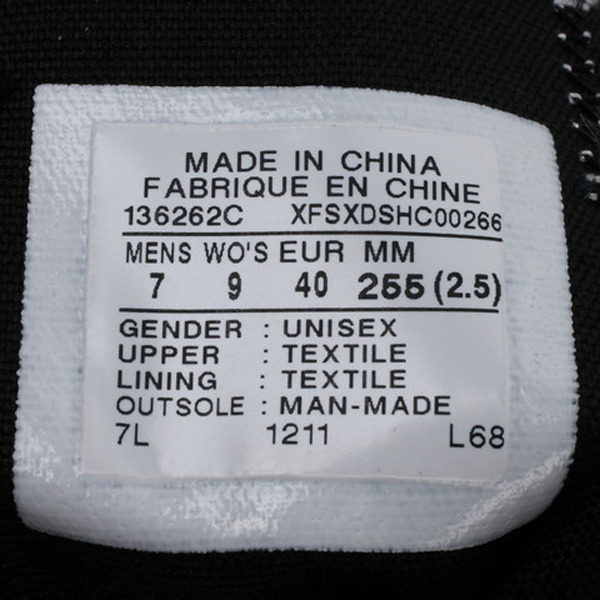 MADE IN CHINA
FABRIQUE EN CHINE
136262C XFSXDSHC00266
MENS WO'S EUR MM
7 9 40 255 (2.5)
GENDER : UNISEX
UPPER : TEXTILE
LINING : TEXTILE
OUTSOLE : MAN-MADE
7L 1211 L68